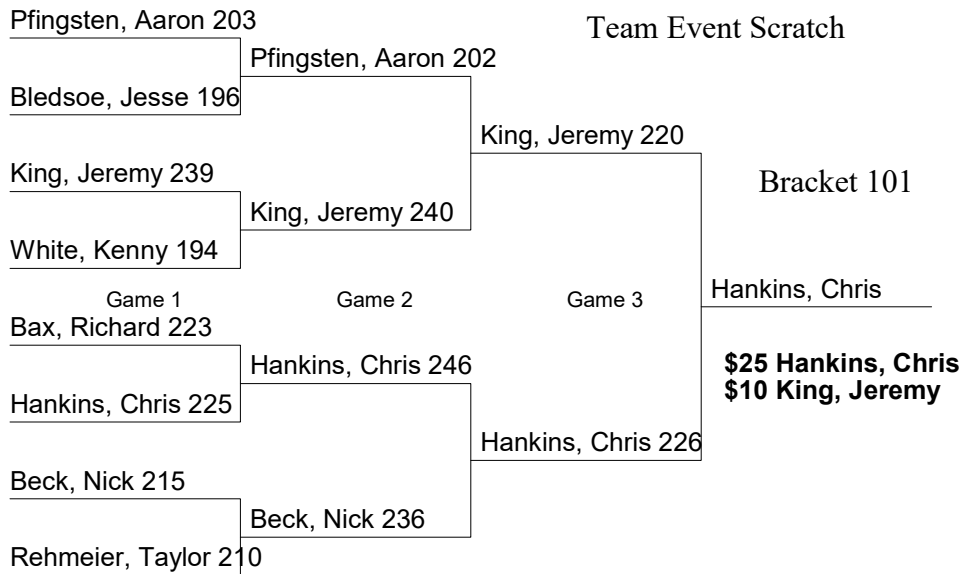 Pfingsten, Aaron 203
Team Event Scratch
Pfingsten, Aaron 202
Bledsoe, Jesse 196
King, Jeremy 220
King, Jeremy 239
Bracket 101
King, Jeremy 240
White, Kenny 194
Game 1
Game 2
Game 3
Hankins, Chris
Bax, Richard 223
Hankins, Chris 246
$25 Hankins, Chris
$10 King, Jeremy
Hankins, Chris 225
Hankins, Chris 226
Beck, Nick 215
Beck, Nick 236
Rehmeier, Taylor 210